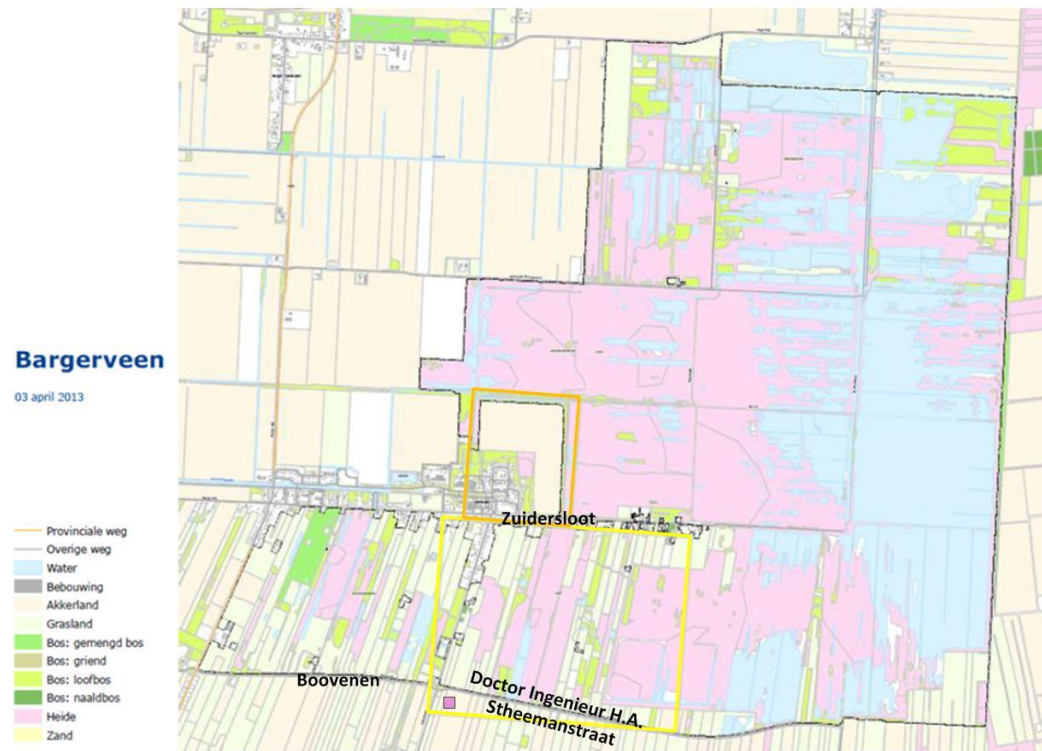 Bargerveen
03 april 2013
Provinciale weg
Overige weg
Water
Bebouwing
Akkerland
Grasland
Bos: gemengd bos
Bos: griend
Bos: loofbos
Bos: naaldbos
Heide
Zand
Zuidersloot
Boovenen
Doctor Ingenieur H.A.
Stheemanstraat